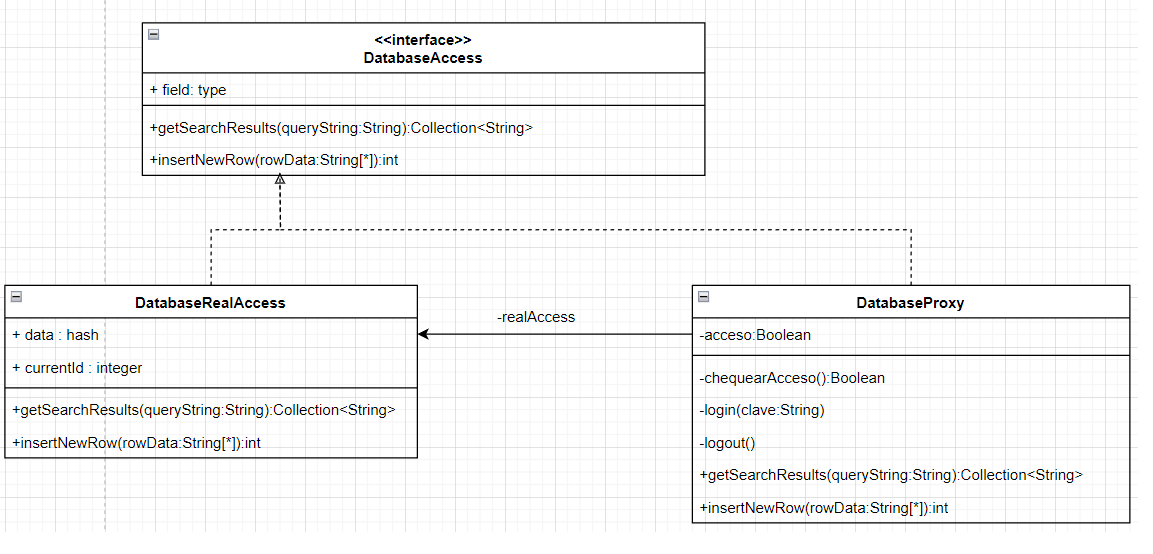 <<interface>>
DatabaseAccess
+ field: type
+getSearchResults(queryString:String):Collection<String>
+insertNewRow(rowData:String[*]):int
DatabaseRealAccess
+ data : hash
+ currentId : integer
+getSearchResults(queryString:String):Collection<String>
+insertNewRow(rowData:String[*]):int
-realAccess
DatabaseProxy
-acceso:Boolean
-chequearAcceso():Boolean
-login(clave:String)
-logout()
+getSearchResults(queryString:String):Collection<String>
+insertNewRow(rowData:String[*]):int